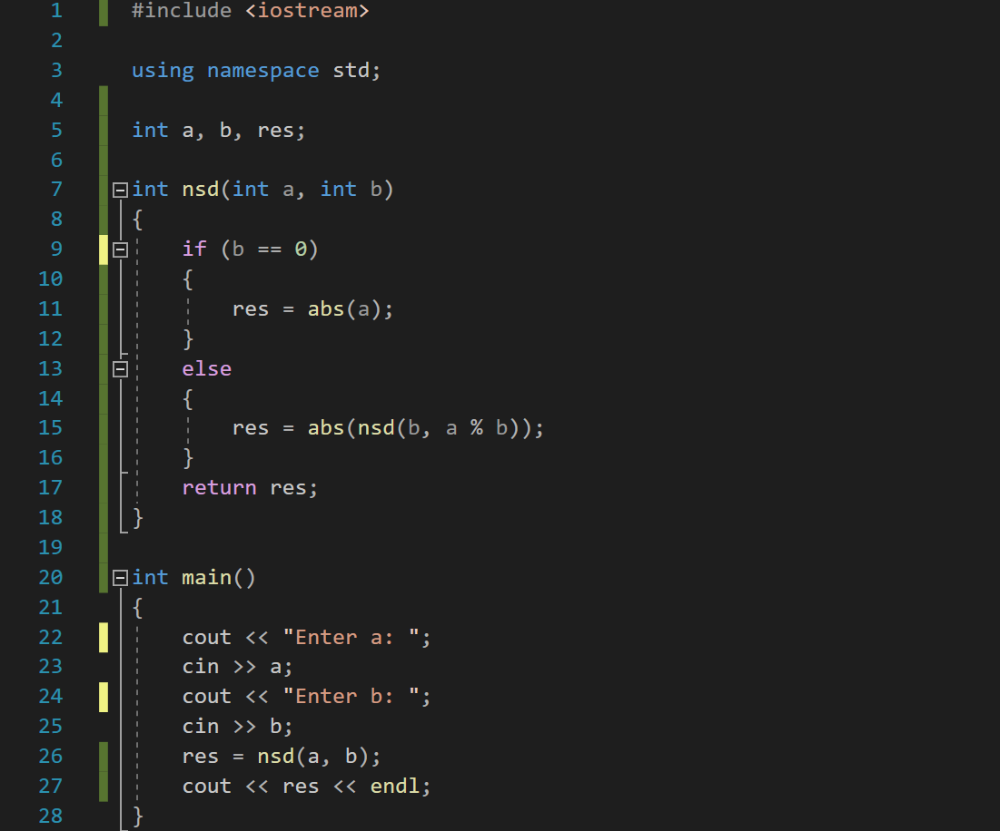 1 #include <iostream>
2
3 using namespace std;
4
5 int a, b, res;
6
7 int nsd(int a, int b)
8 {
9     if (b == 0)
10     {
11         res = abs(a);
12     }
13     else
14     {
15         res = abs(nsd(b, a % b));
16     }
17     return res;
18 }
19
20 int main()
21 {
22     cout << "Enter a: ";
23     cin >> a;
24     cout << "Enter b: ";
25     cin >> b;
26     res = nsd(a, b);
27     cout << res << endl;
28 }